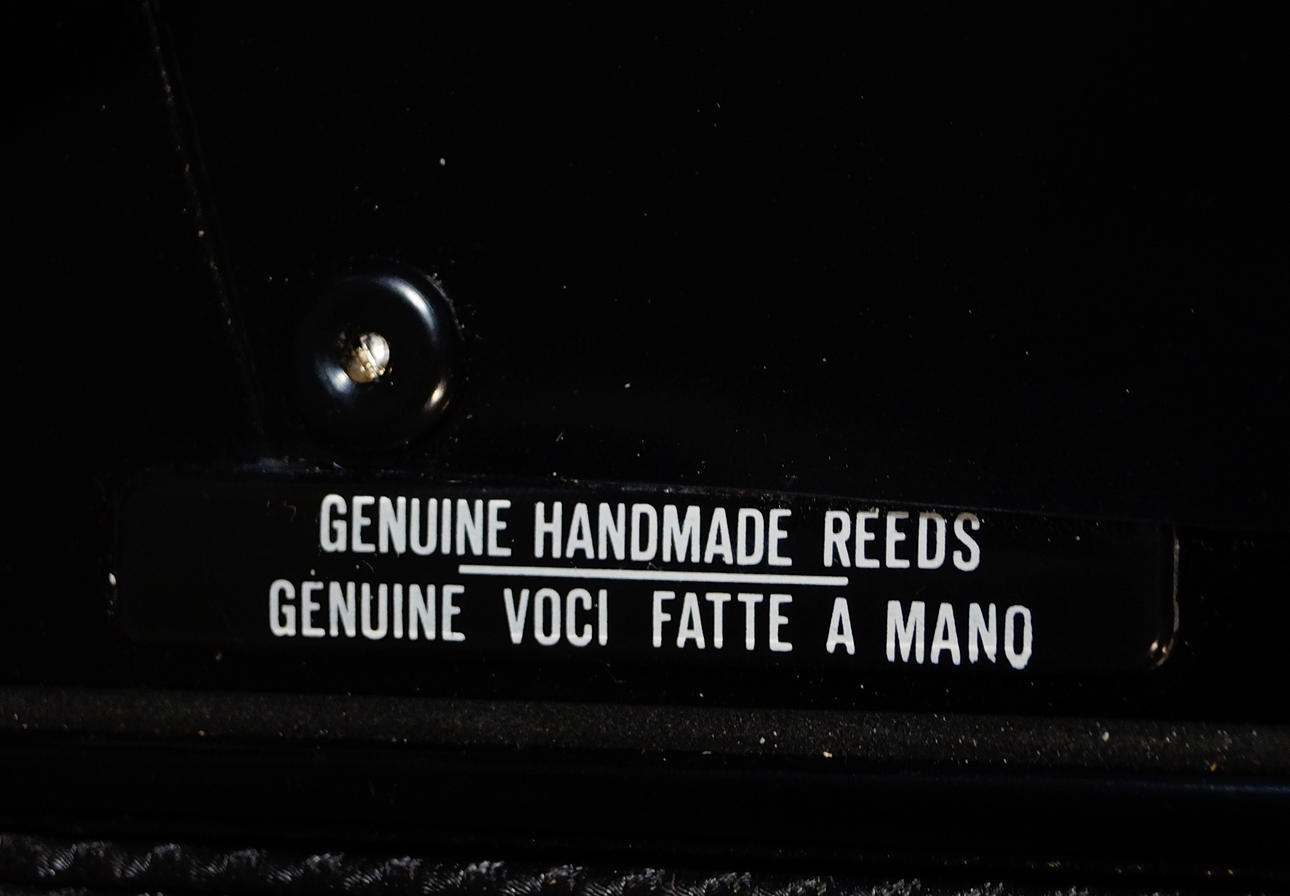 GENUINE HANDMADE REEDS
GENUINE VOCI FATTE A MANO